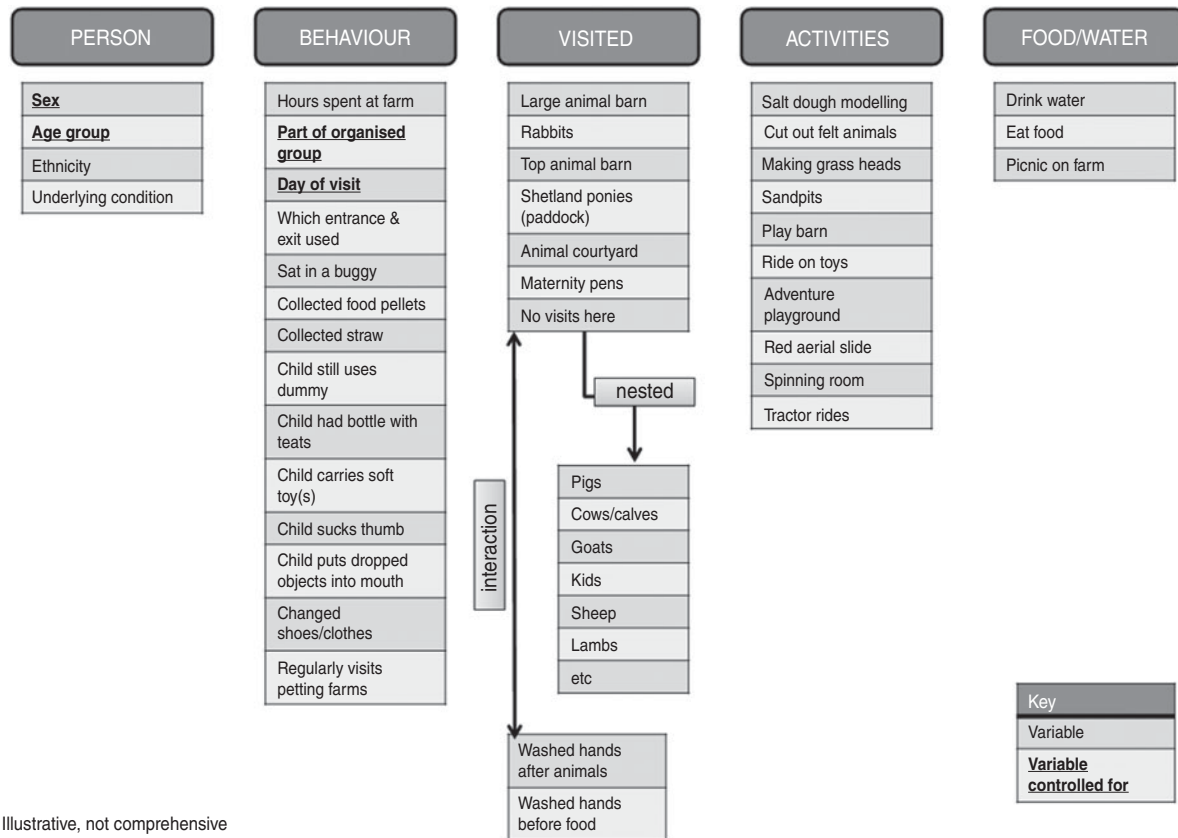 PERSON
Sex
Age group
Ethnicity
Underlying condition
BEHAVIOUR
Hours spent at farm
Part of organised
group
Day of visit
Which entrance &
exit used
Sat in a buggy
Collected food pellets
Collected straw
Child still uses
dummy
Child had bottle with
teats
Child carries soft
toy(s)
Child sucks thumb
Child puts dropped
objects into mouth
Changed
shoes/clothes
Regularly visits
petting farms
VISITED
Large animal barn
Rabbits
Top animal barn
Shetland ponies
(paddock)
Animal courtyard
Maternity pens
No visits here
nested
Pigs
Cows/calves
Goats
Kids
Sheep
Lambs
etc
interaction
Washed hands
after animals
Washed hands
before food
ACTIVITIES
Salt dough modelling
Cut out felt animals
Making grass heads
Sandpits
Play barn
Ride on toys
Adventure
playground
Red aerial slide
Spinning room
Tractor rides
FOOD/WATER
Drink water
Eat food
Picnic on farm
Key
Variable
Variable
controlled for
Illustrative, not comprehensive